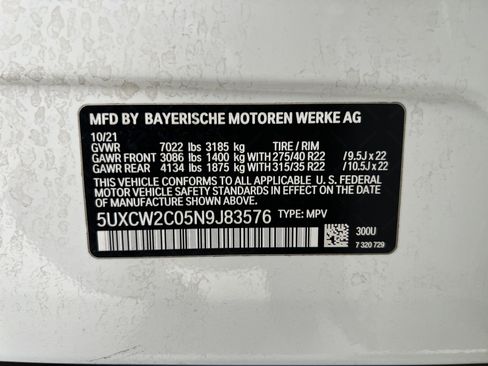 MFD BY BAYERISCHE MOTOREN WERKE AG
10/21
GVWR 7022 lbs 3185 kg TIRE / RIM
GAWR FRONT 3086 lbs 1400 kg WITH 275/40 R22 /9.5J x 22
GAWR REAR 4134 lbs 1875 kg WITH 315/35 R22 /10.5J x 22
THIS VEHICLE CONFORMS TO ALL APPLICABLE U.S. FEDERAL
MOTOR VEHICLE SAFETY STANDARDS IN EFFECT ON THE
DATE OF MANUFACTURE SHOWN ABOVE.
5UXCW2C05N9J83576 TYPE: MPV
300U
7 320 729